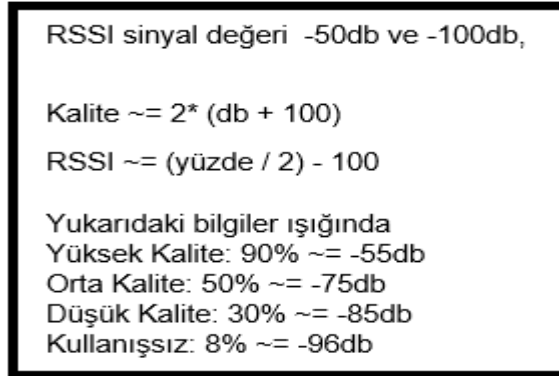 RSSI sinyal değeri  -50db ve -100db,
Kalite ~= 2* (db + 100)
RSSI ~= (yüzde / 2) - 100
Yukarıdaki bilgiler ışığında
Yüksek Kalite: 90% ~= -55db
Orta Kalite: 50% ~= -75db
Düşük Kalite: 30% ~= -85db
Kullanışsız: 8% ~= -96db